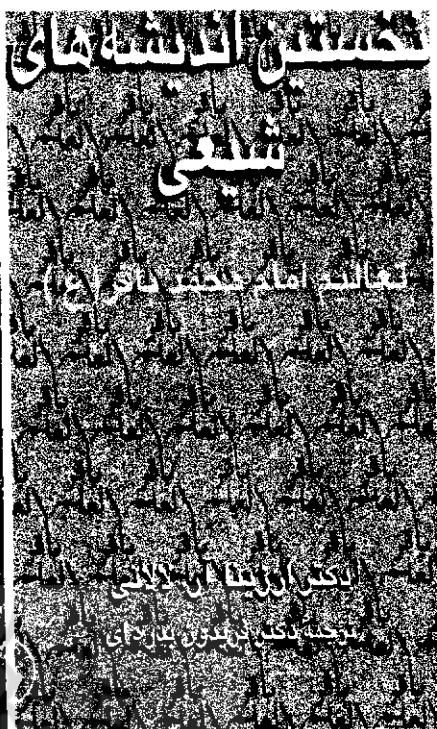 نخستین اندیشه‌های
شیعی
تعالیم امام محمد باقر (ع)
دکتر ارزینا آر. لالانی
ترجمه دکتر فریدون بدره‌ای